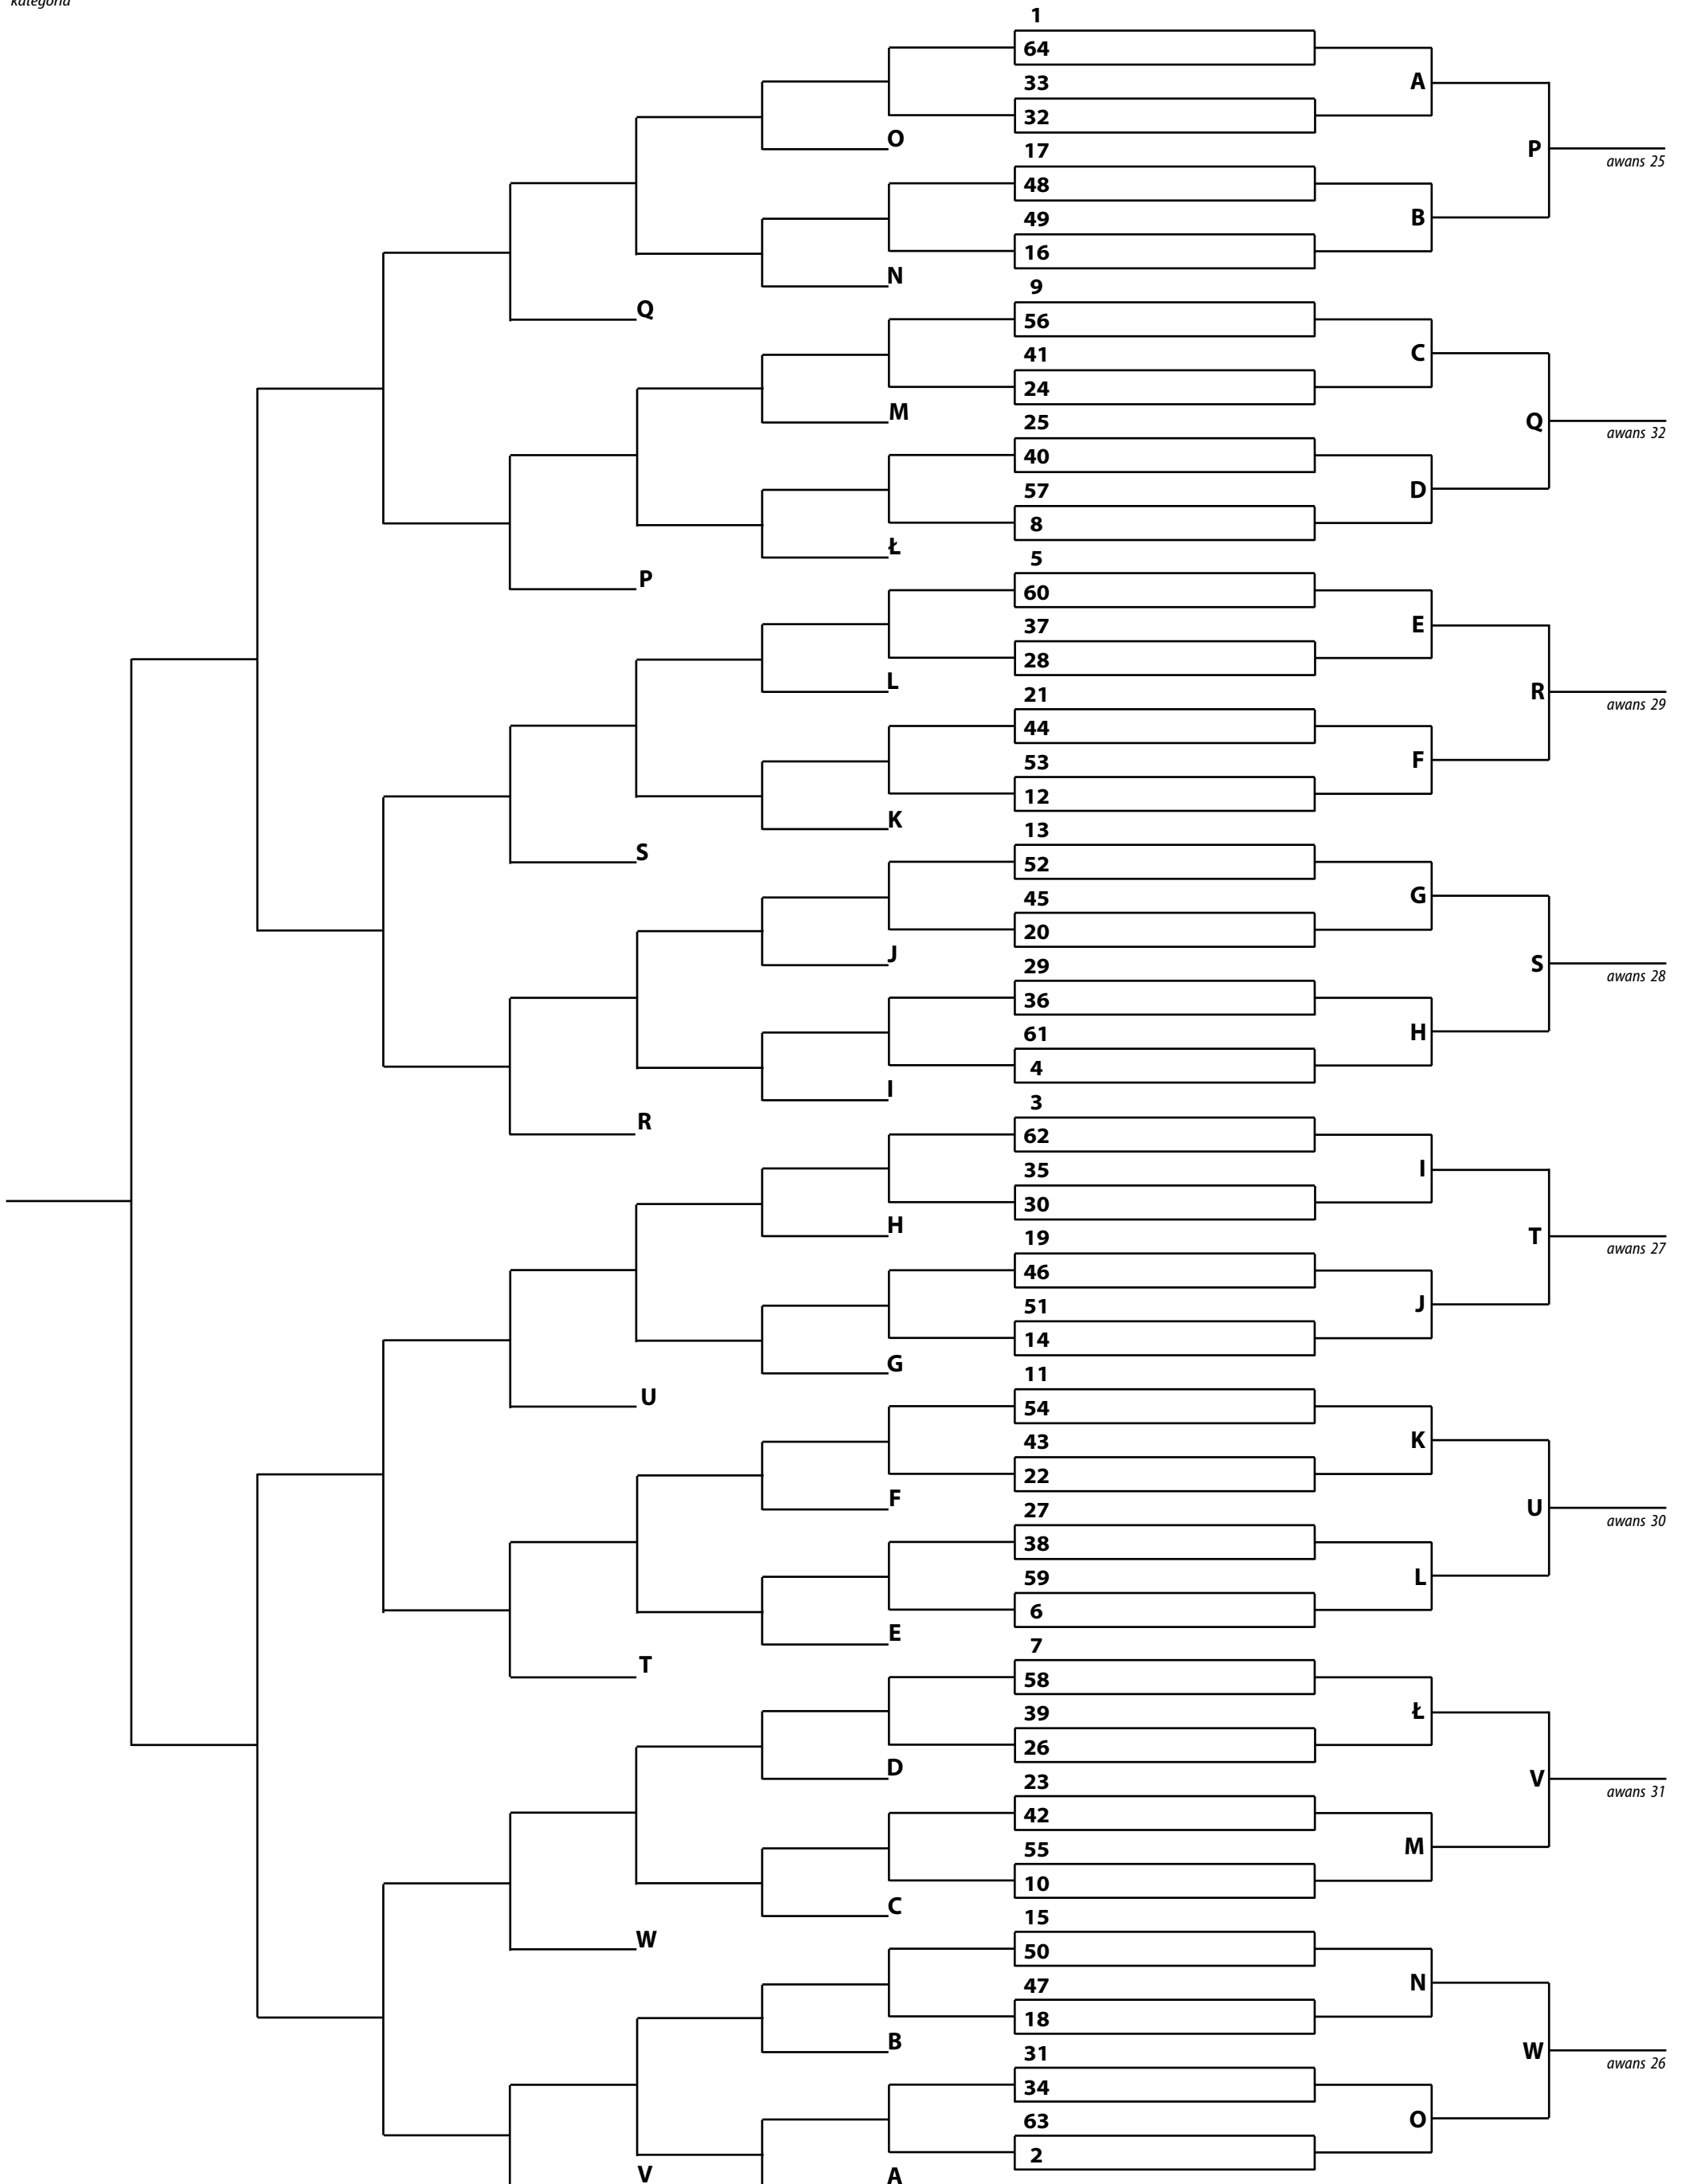 kategoria
1
64
A
33
32
O
P
17
awans 25
48
49
B
16
N
9
Q
56
41
C
24
M
25
Q
awans 32
40
57
D
8
Ł
5
P
60
37
E
28
L
21
R
awans 29
44
53
F
12
K
13
S
52
45
G
20
J
29
S
awans 28
36
61
H
4
I
3
R
62
35
I
30
H
19
T
awans 27
46
51
J
14
G
11
U
54
43
K
22
F
27
U
awans 30
38
59
L
6
E
7
T
58
39
Ł
26
D
23
V
awans 31
42
55
M
10
C
15
W
50
47
N
18
B
31
W
awans 26
34
63
O
2
V
A